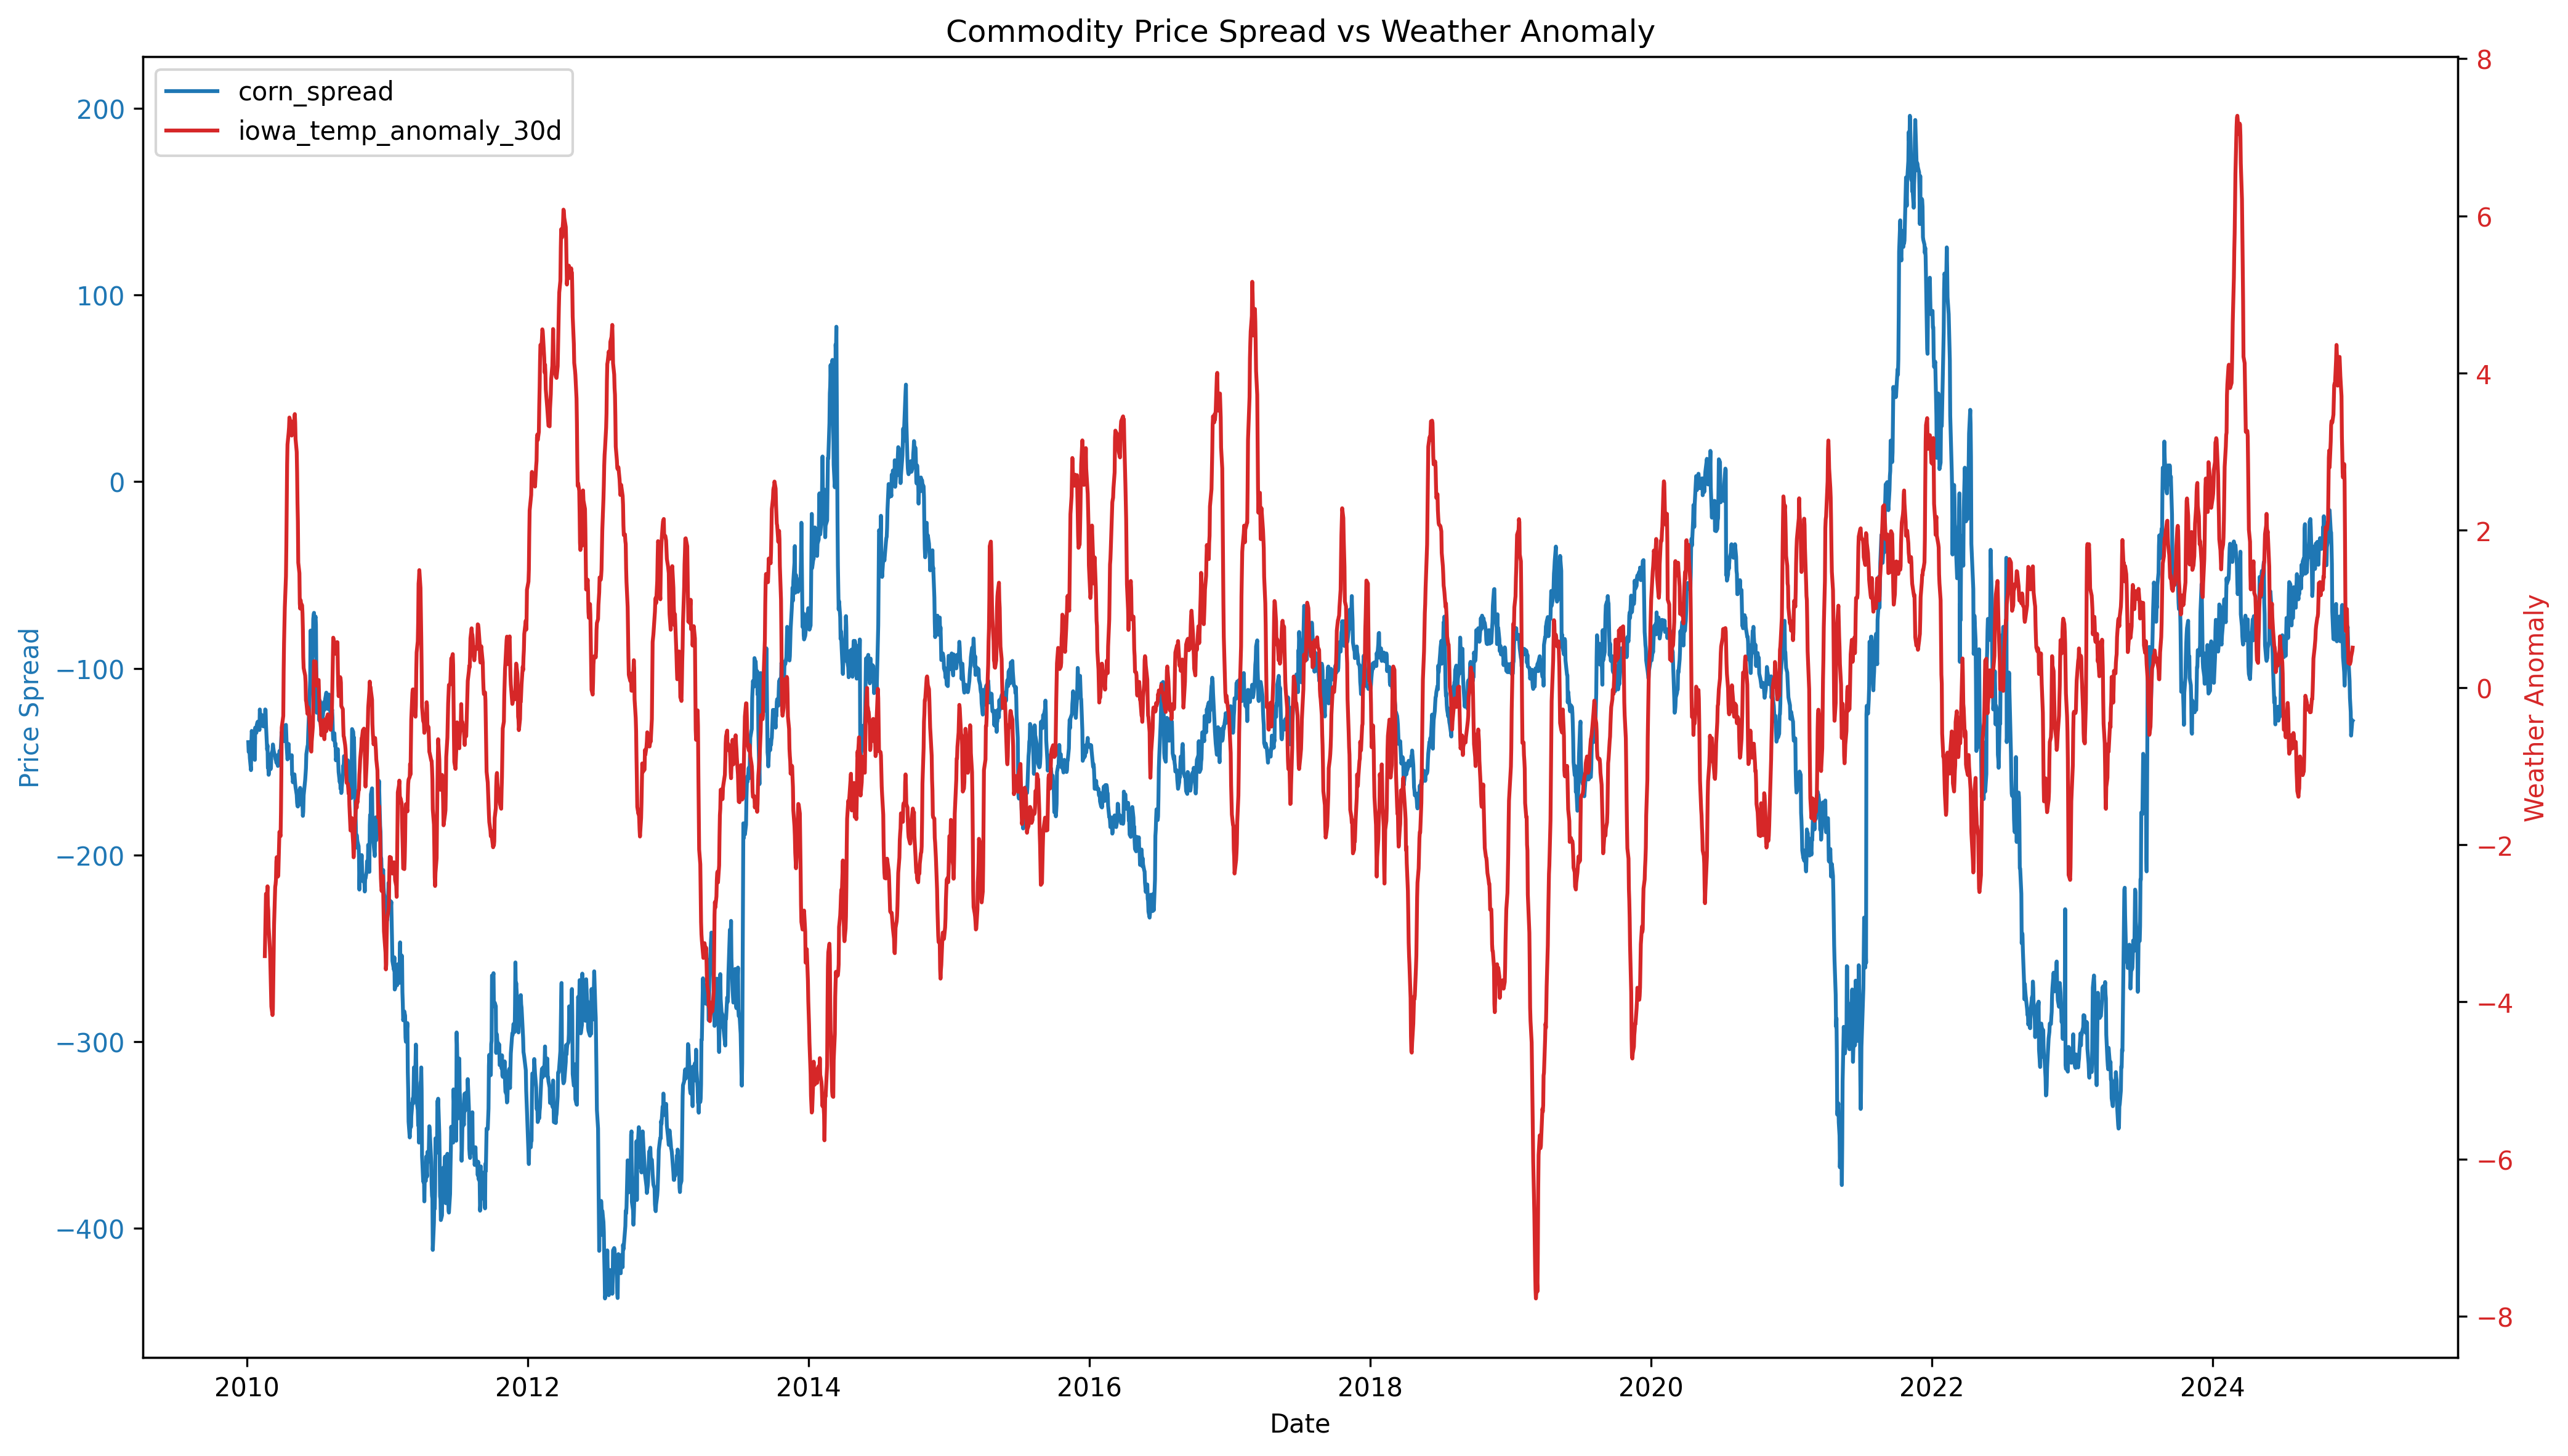 Commodity Price Spread vs Weather Anomaly
corn_spread
iowa_temp_anomaly_30d
Price Spread
200
100
0
−100
−200
−300
−400
8
6
4
2
0
−2
−4
−6
−8
Weather Anomaly
2010 2012 2014 2016 2018 2020 2022 2024
Date